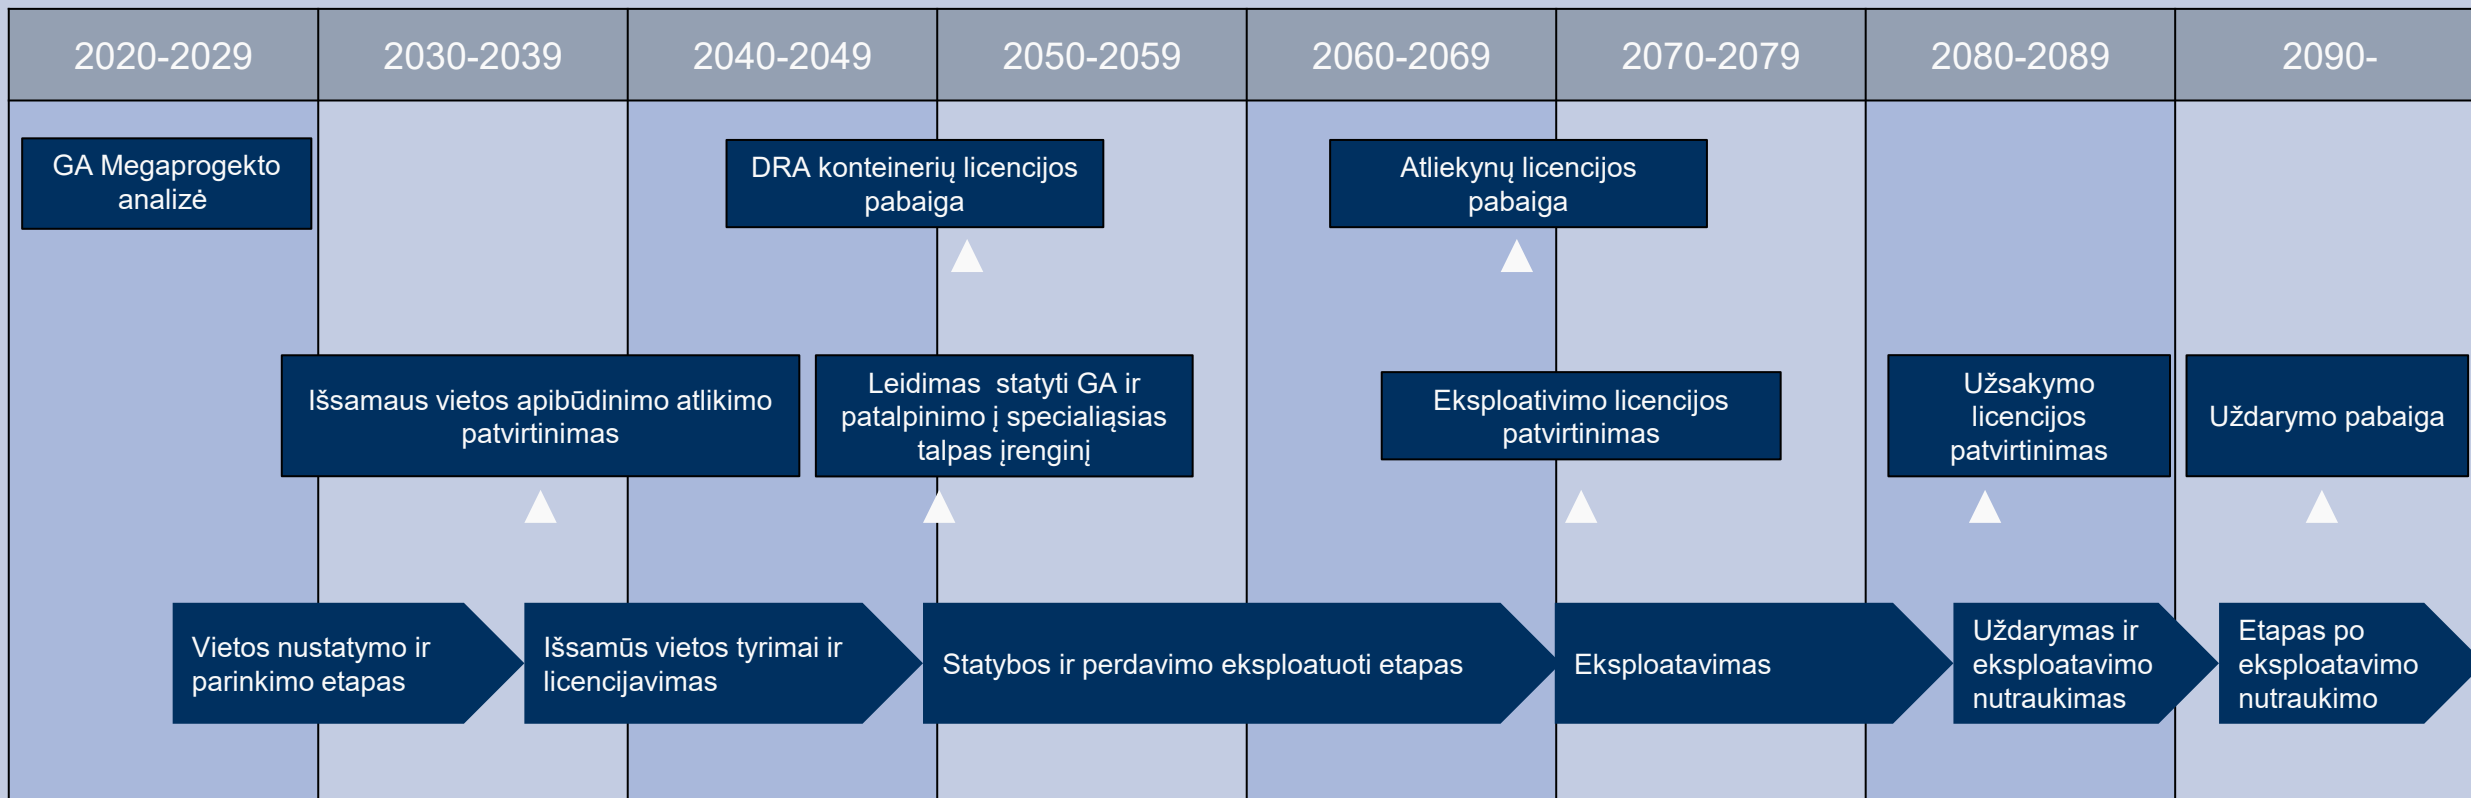 2020-2029
2030-2039
2040-2049
2050-2059
2060-2069
2070-2079
2080-2089
2090-
GA Megaprogekto
analizė
DRA konteinerių licencijos
pabaiga
Atliekynų licencijos
pabaiga
Išsamaus vietos apibūdinimo atlikimo
patvirtinimas
Leidimas statyti GA ir
patalpinimo į specialiąsias
talpas įrenginį
Eksploativimo licencijos
patvirtinimas
Užsakymo
licencijos
patvirtinimas
Uždarymo pabaiga
Vietos nustatymo ir
parinkimo etapas
Išsamūs vietos tyrimai ir
licencijavimas
Statybos ir perdavimo eksploatuoti etapas
Eksploatavimas
Uždarymas ir
eksploatavimo
nutraukimas
Etapas po
eksploatavimo
nutraukimo